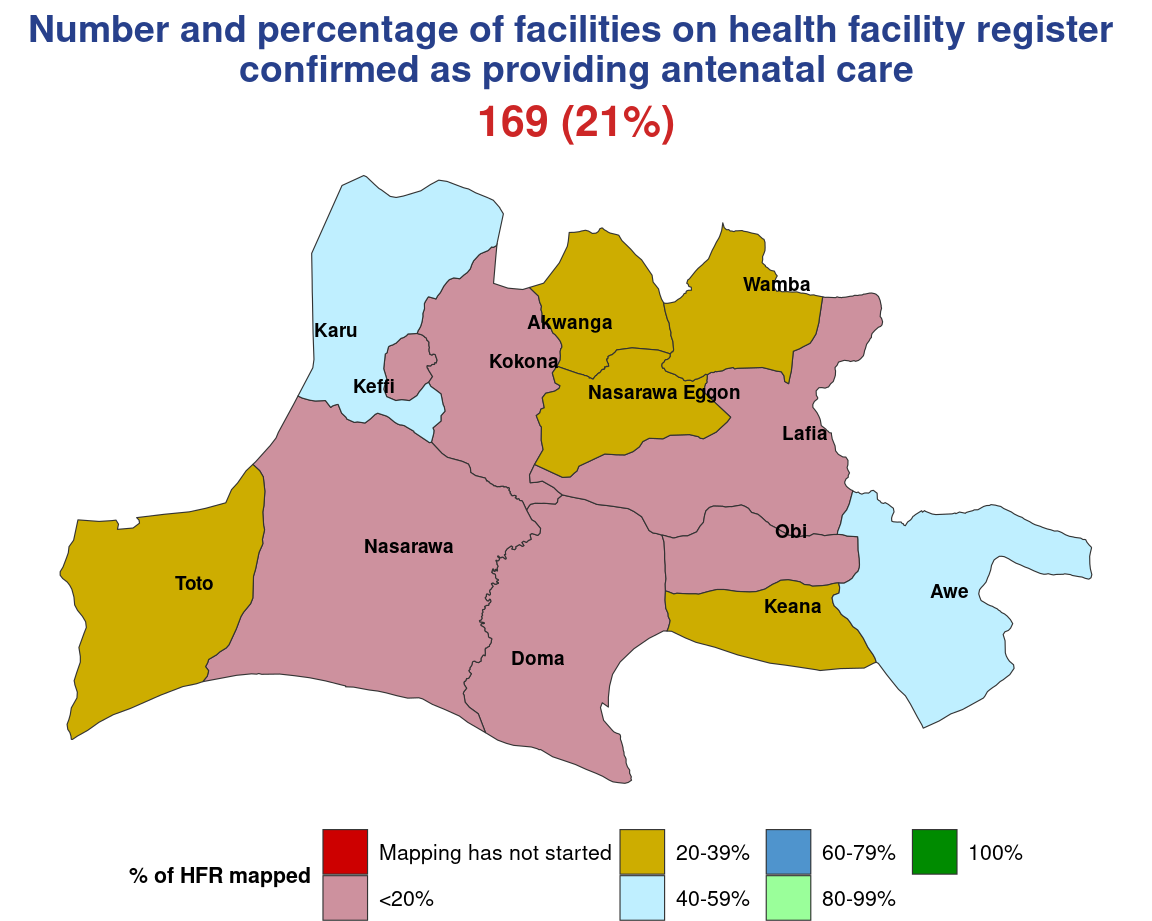 Number and percentage of facilities on health facility register
confirmed as providing antenatal care
169 (21%)
Wamba
Akwanga
Karu
Kokona
Keffi
Nasarawa Eggon
Lafia
Obi
Nasarawa
Toto
Awe
Keana
Doma
% of HFR mapped
Mapping has not started
<20%
20-39%
40-59%
60-79%
80-99%
100%